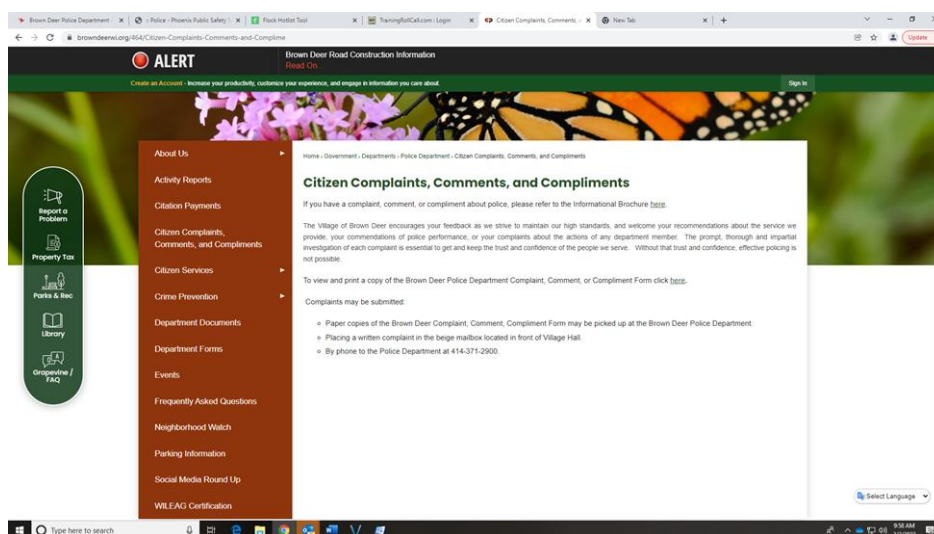 Brown Deer Police Department
: Police - Phoenix Public Safety
Flock Hotlist Tool
TrainingRollCall.com : Login
Citizen Complaints, Comments,
New Tab
browndeerwi.org/464/Citizen-Complaints-Comments-and-Complime
Update
ALERT
Brown Deer Road Construction Information
Read On...
Create an Account - Increase your productivity, customize your experience, and engage in information you care about.
Sign In
Report a
Problem
Property Tax
Parks & Rec
Library
Grapevine /
FAQ
About Us
Activity Reports
Citation Payments
Citizen Complaints,
Comments, and Compliments
Citizen Services
Crime Prevention
Department Documents
Department Forms
Events
Frequently Asked Questions
Neighborhood Watch
Parking Information
Social Media Round Up
WILEAG Certification
Home › Government › Departments › Police Department › Citizen Complaints, Comments, and Compliments
Citizen Complaints, Comments, and Compliments
If you have a complaint, comment, or compliment about police, please refer to the Informational Brochure here.
The Village of Brown Deer encourages your feedback as we strive to maintain our high standards, and welcome your recommendations about the service we
provide, your commendations of police performance, or your complaints about the actions of any department member. The prompt, thorough and impartial
investigation of each complaint is essential to get and keep the trust and confidence of the people we serve. Without that trust and confidence, effective policing is
not possible.
To view and print a copy of the Brown Deer Police Department Complaint, Comment, or Compliment Form click here.
Complaints may be submitted:
Paper copies of the Brown Deer Complaint, Comment, Compliment Form may be picked up at the Brown Deer Police Department.
Placing a written complaint in the beige mailbox located in front of Village Hall.
By phone to the Police Department at 414-371-2900.
Select Language
Type here to search
9:58 AM